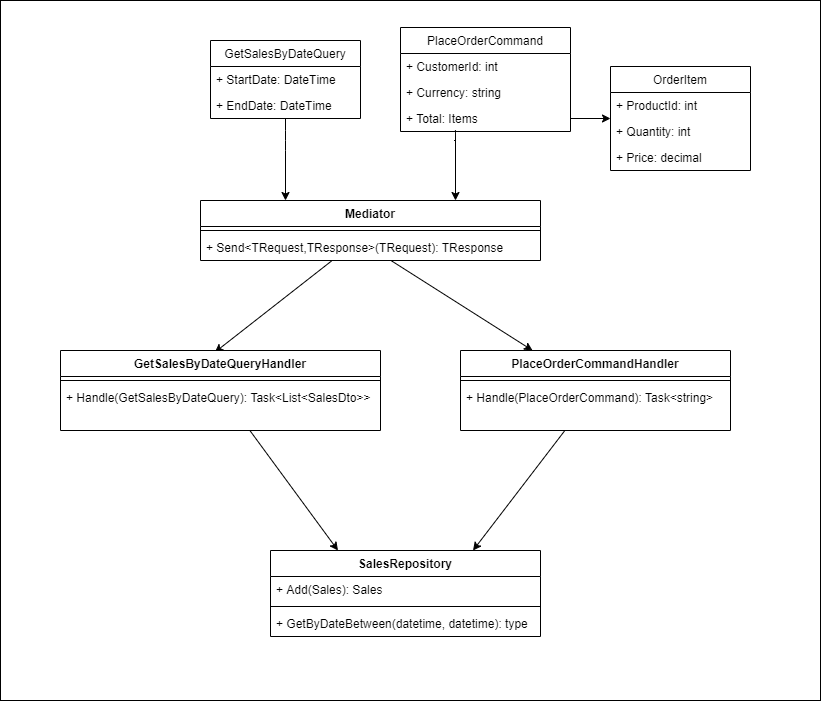 GetSalesByDateQuery
+ StartDate: DateTime
+ EndDate: DateTime
PlaceOrderCommand
+ CustomerId: int
+ Currency: string
+ Total: Items
OrderItem
+ ProductId: int
+ Quantity: int
+ Price: decimal
Mediator
+ Send<TRequest,TResponse>(TRequest): TResponse
GetSalesByDateQueryHandler
+ Handle(GetSalesByDateQuery): Task<List<SalesDto>>
PlaceOrderCommandHandler
+ Handle(PlaceOrderCommand): Task<string>
SalesRepository
+ Add(Sales): Sales
+ GetByDateBetween(datetime, datetime): type